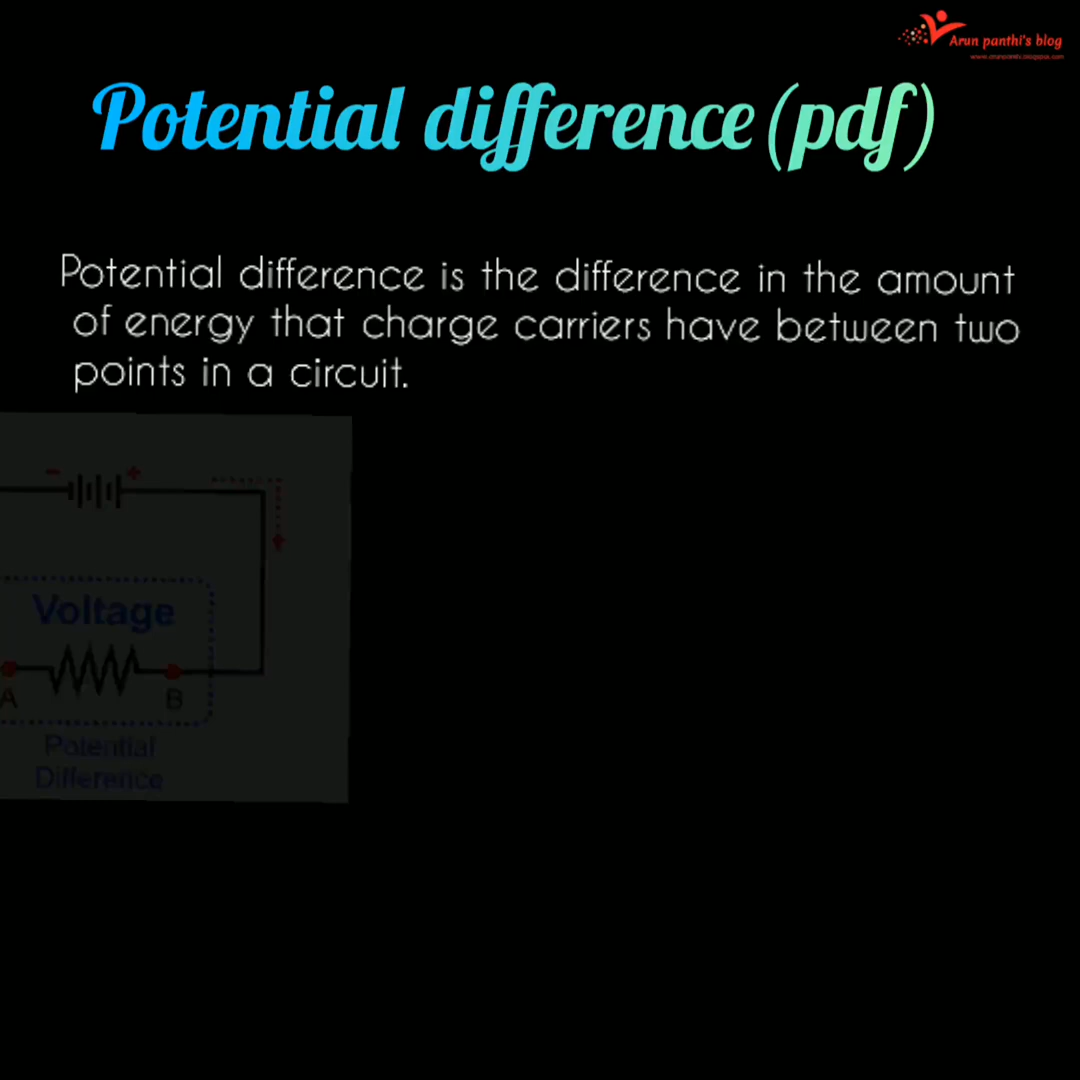 Arun panthi's blog
Potential difference(pdf)
Potential difference is the difference in the amount
of energy that charge carriers have between two
points in a circuit.
- +
Voltage
A B
Potential
Difference